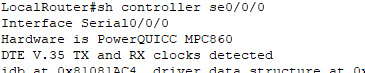 LocalRouter#sh controller se0/0/0
Interface Serial0/0/0
Hardware is PowerQUICC MPC860
DTE V.35 TX and RX clocks detected
idb at 0x81081AC4, driver data structure at